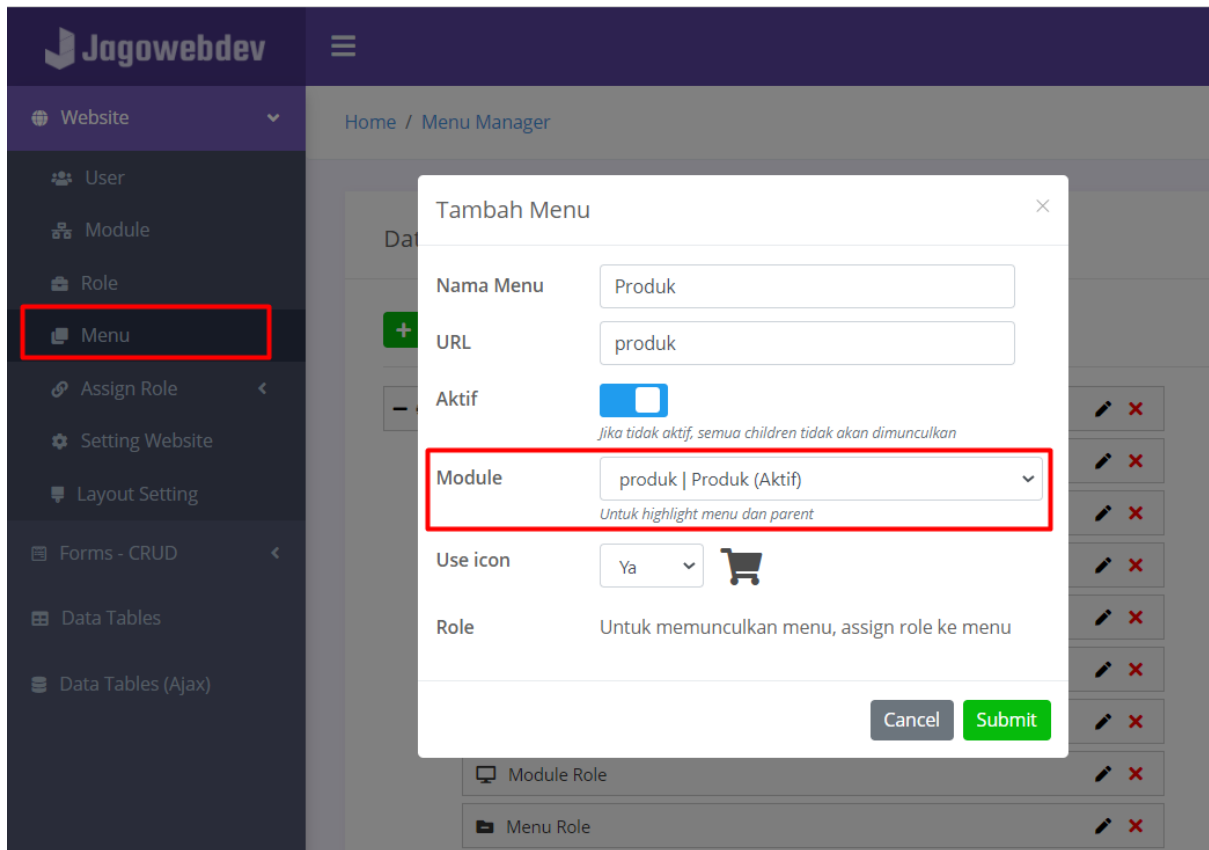 Jagowebdev
Website
Home / Menu Manager
User
Module
Role
Menu
Assign Role
Setting Website
Layout Setting
Forms - CRUD
Data Tables
Data Tables (Ajax)
Dat
Tambah Menu
Nama Menu Produk
URL produk
Aktif
Jika tidak aktif, semua children tidak akan dimunculkan
Module produk | Produk (Aktif)
Untuk highlight menu dan parent
Use icon Ya
Role Untuk memunculkan menu, assign role ke menu
Cancel Submit
Module Role
Menu Role